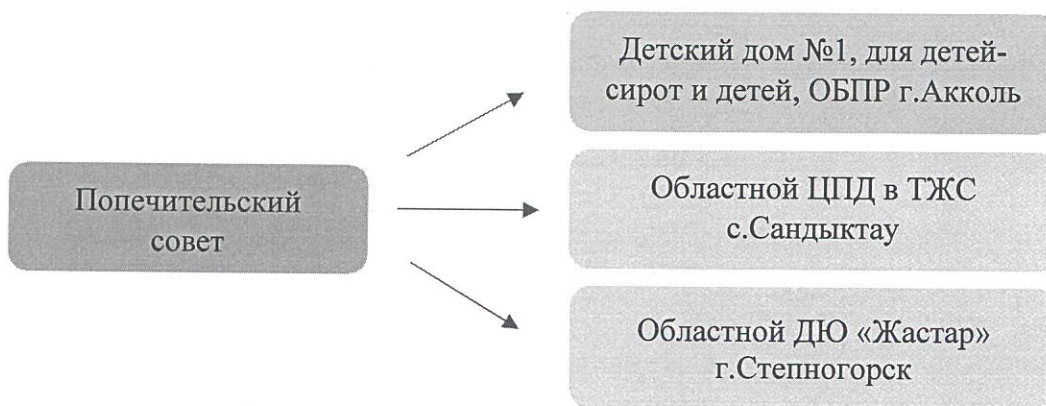 Попечительский
совет
Детский дом №1, для детей-
сирот и детей, ОБПР г.Акколь
Областной ЦПД в ТЖС
с.Сандыктау
Областной ДЮ «Жастар»
г.Степногорск